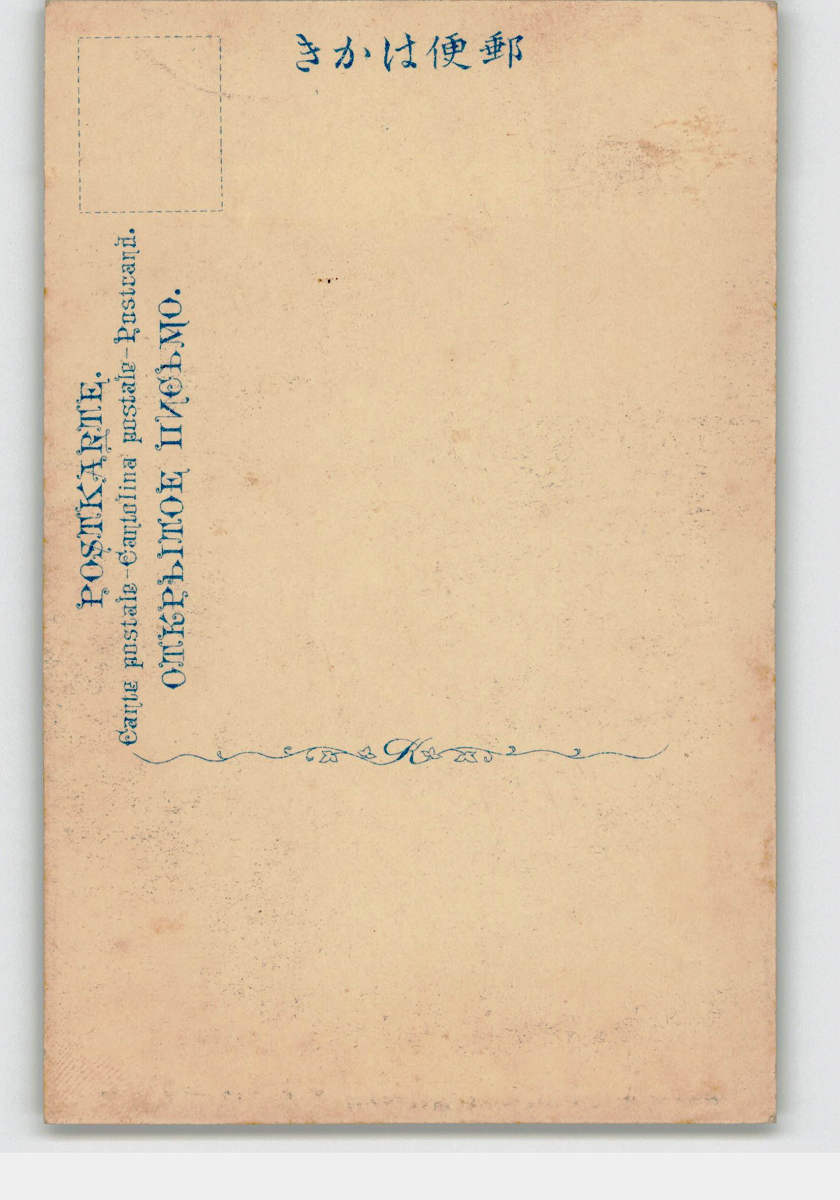 郵便はかき
POSTKARTE.
Carte postale-Cartolina postale-Postcard.
ОТКРЫТОЕ ПИСЬМО.
K